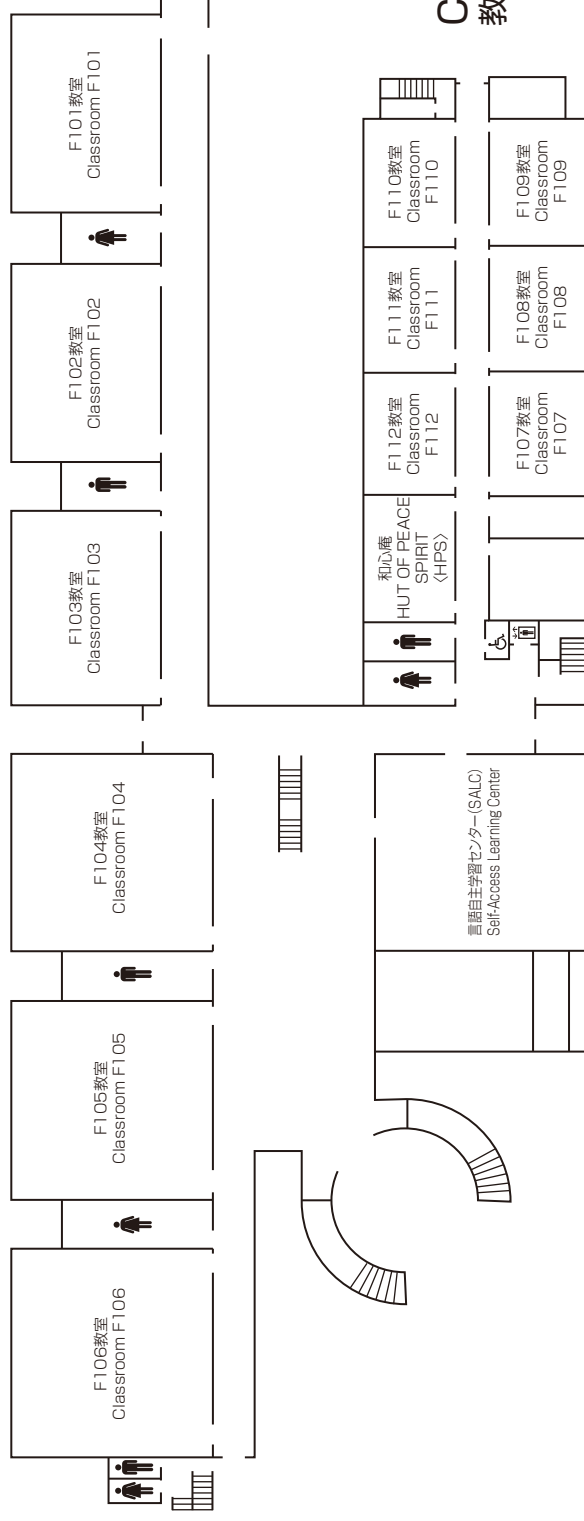 F101教室
Classroom F101
F102教室
Classroom F102
F103教室
Classroom F103
F104教室
Classroom F104
F105教室
Classroom F105
F106教室
Classroom F106
F110教室
Classroom
F110
F111教室
Classroom
F111
F112教室
Classroom
F112
和心庵
HUT OF PEACE
SPIRIT
〈HPS〉
F109教室
Classroom
F109
F108教室
Classroom
F108
F107教室
Classroom
F107
言語自主学習センター(SALC)
Self-Access Learning Center
C
教